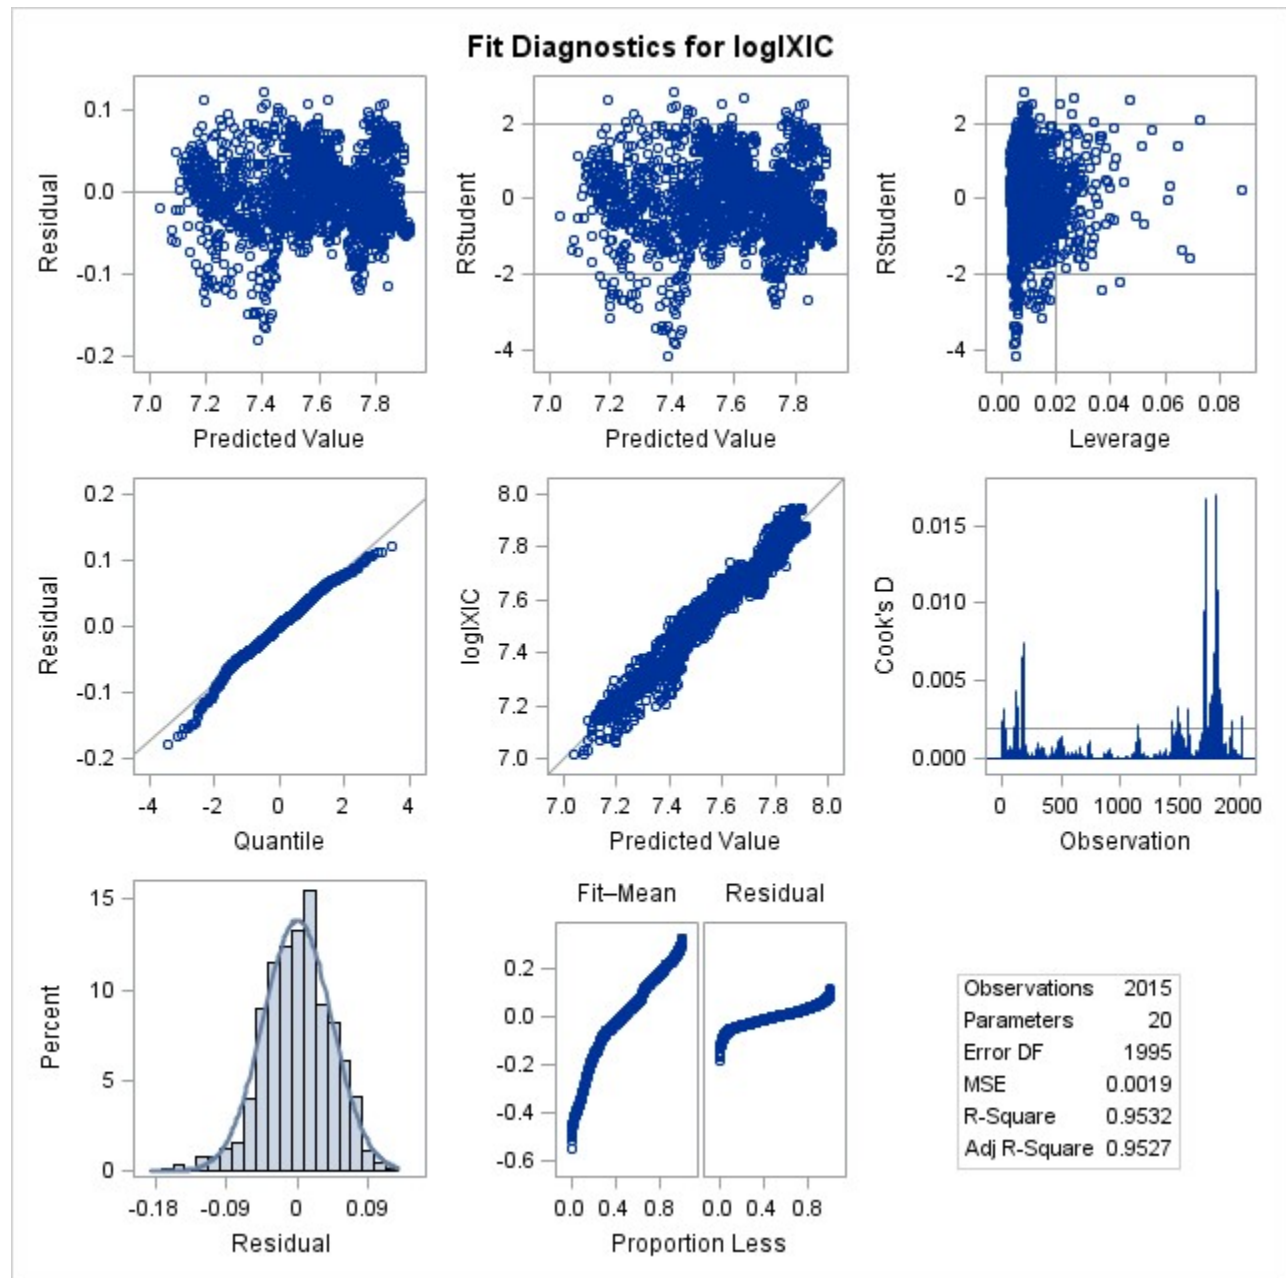 Fit Diagnostics for logIXIC
0.1
0.0
-0.1
-0.2
Residual
7.0 7.2 7.4 7.6 7.8
Predicted Value
2
0
-2
-4
RStudent
7.0 7.2 7.4 7.6 7.8
Predicted Value
2
0
-2
-4
RStudent
0.00 0.02 0.04 0.06 0.08
Leverage
0.2
0.1
0.0
-0.1
-0.2
Residual
-4 -2 0 2 4
Quantile
8.0
7.8
7.6
7.4
7.2
7.0
logIXIC
7.0 7.2 7.4 7.6 7.8 8.0
Predicted Value
0.015
0.010
0.005
0.000
Cook's D
0 500 1000 1500 2000
Observation
15
10
5
0
Percent
-0.18 -0.09 0 0.09
Residual
Fit–Mean Residual
0.2
0.0
-0.2
-0.4
-0.6
0.0 0.4 0.8 0.0 0.4 0.8
Proportion Less
Observations 2015
Parameters 20
Error DF 1995
MSE 0.0019
R-Square 0.9532
Adj R-Square 0.9527